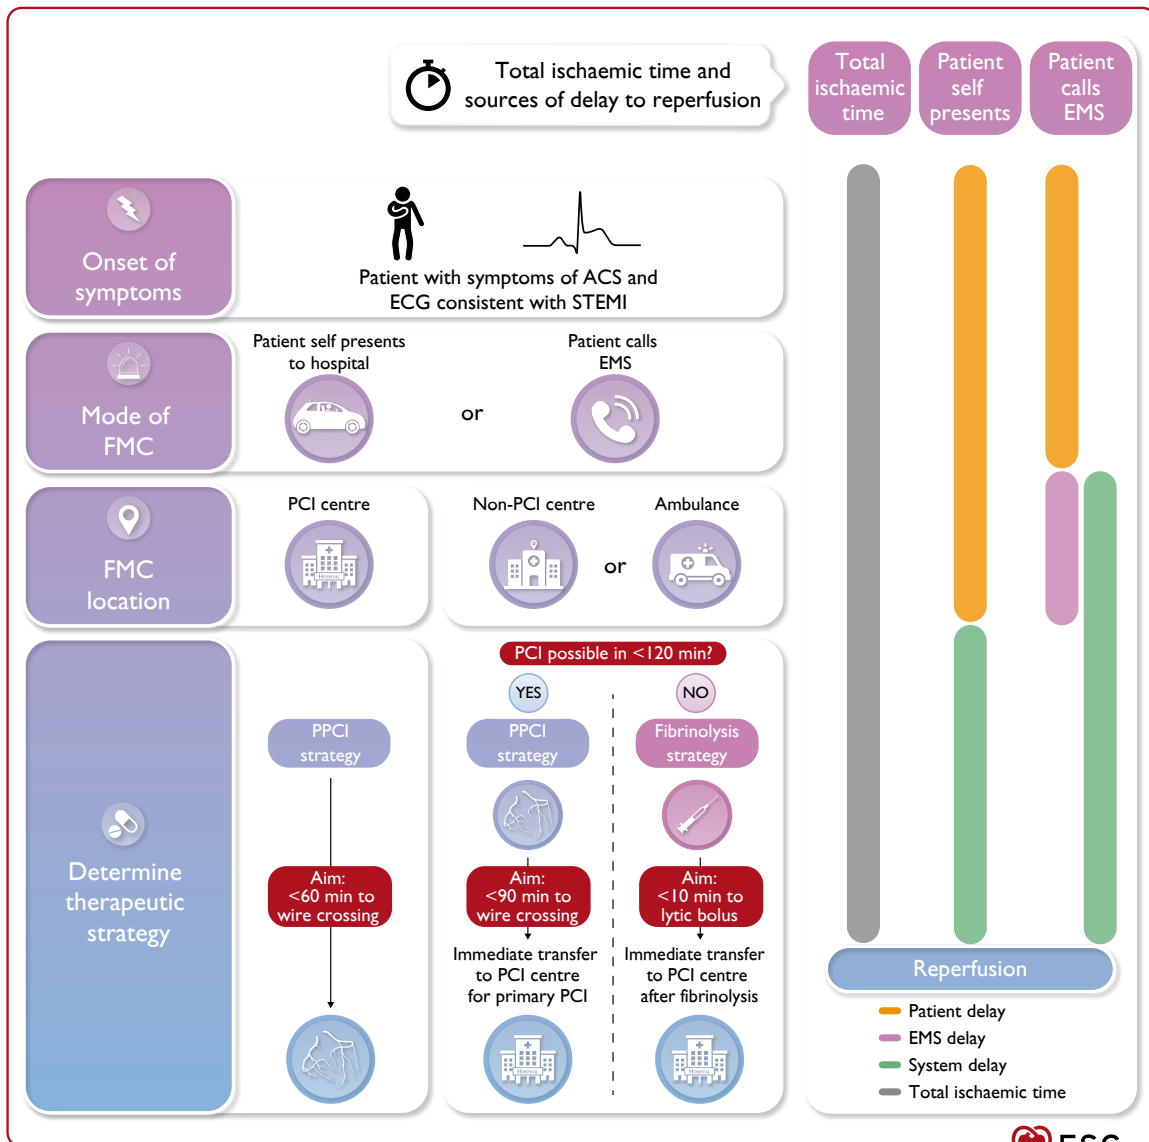 Total ischaemic time and
sources of delay to reperfusion
Total
ischaemic
time
Patient
self
presents
Patient
calls
EMS
Onset of
symptoms
Patient with symptoms of ACS and
ECG consistent with STEMI
Mode of
FMC
Patient self presents
to hospital
or
Patient calls
EMS
FMC
location
PCI centre
HOSPITAL
Non-PCI centre
or
Ambulance
Determine
therapeutic
strategy
PPCI
strategy
Aim:
<60 min to
wire crossing
PCI possible in <120 min?
YES
PPCI
strategy
Aim:
<90 min to
wire crossing
Immediate transfer
to PCI centre
for primary PCI
HOSPITAL
NO
Fibrinolysis
strategy
Aim:
<10 min to
lytic bolus
Immediate transfer
to PCI centre
after fibrinolysis
HOSPITAL
Reperfusion
Patient delay
EMS delay
System delay
Total ischaemic time
ESC